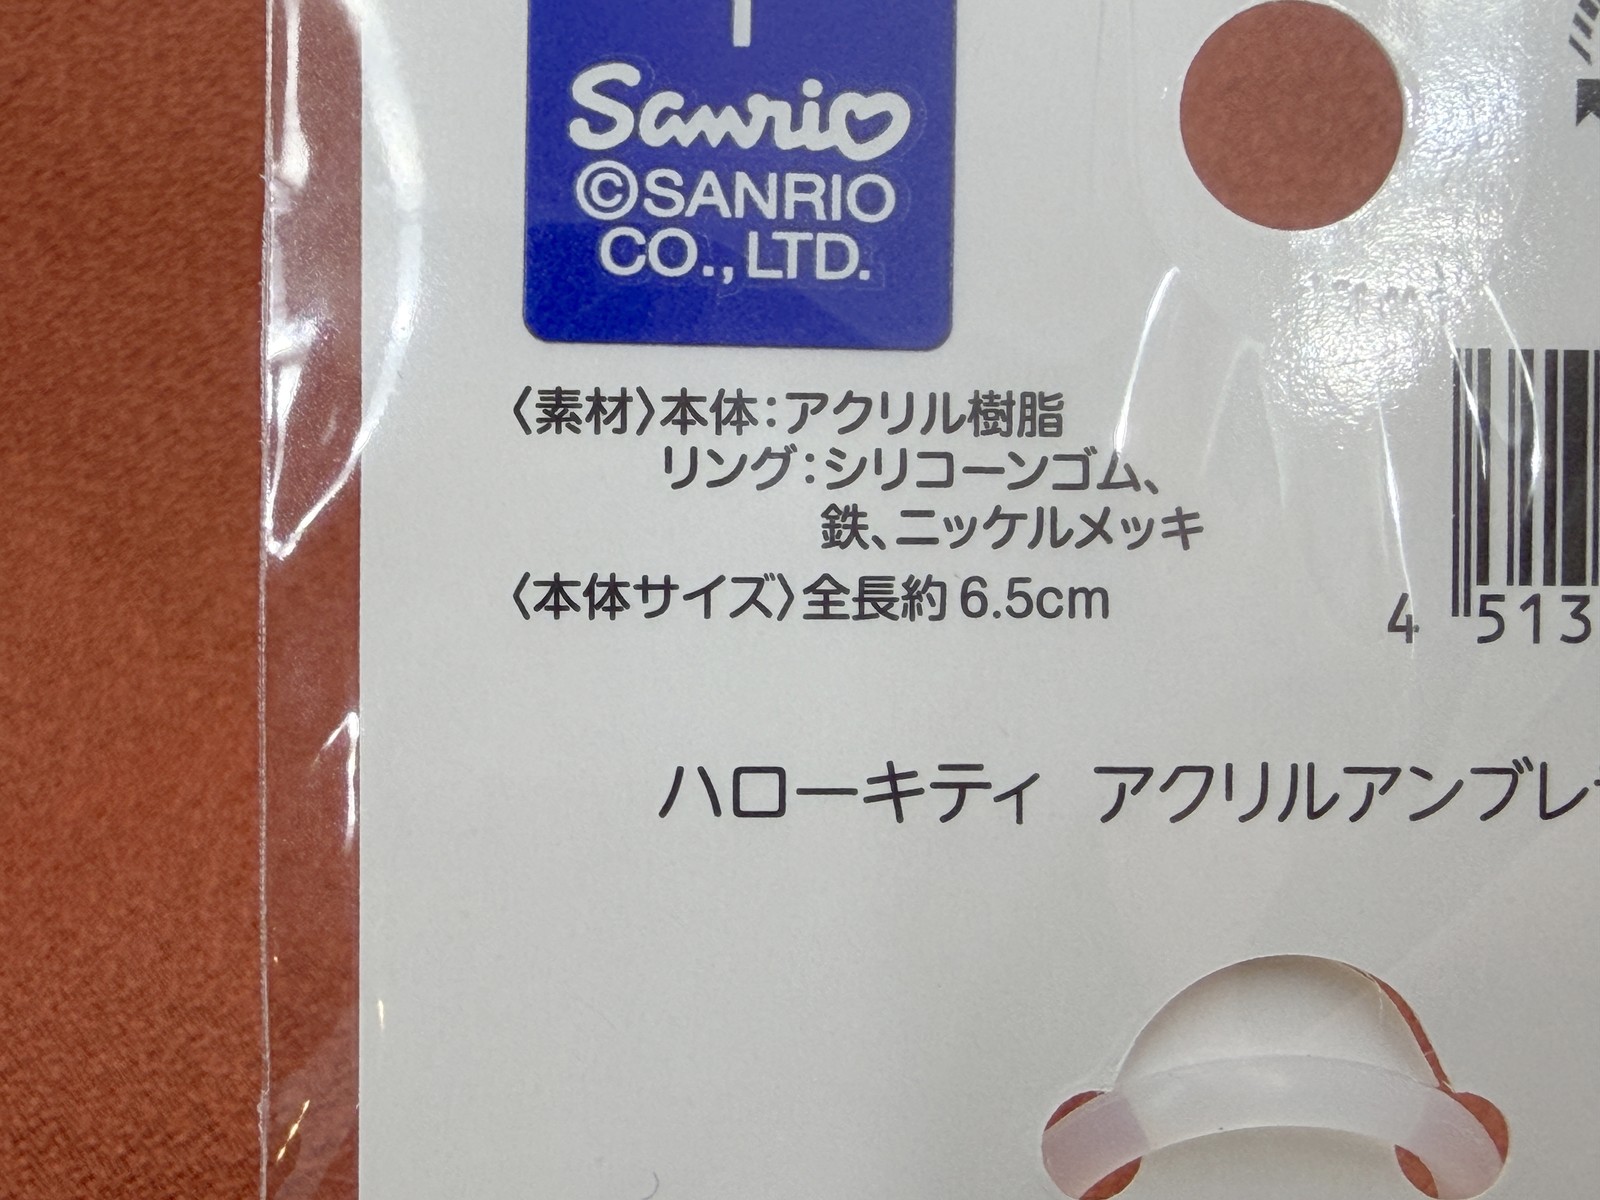 Sanrio
©SANRIO
CO.,LTD.
〈素材〉本体：アクリル樹脂
リング：シリコーンゴム、
鉄、ニッケルメッキ
〈本体サイズ〉全長約6.5cm
4 513
ハローキティ アクリルアンブレ